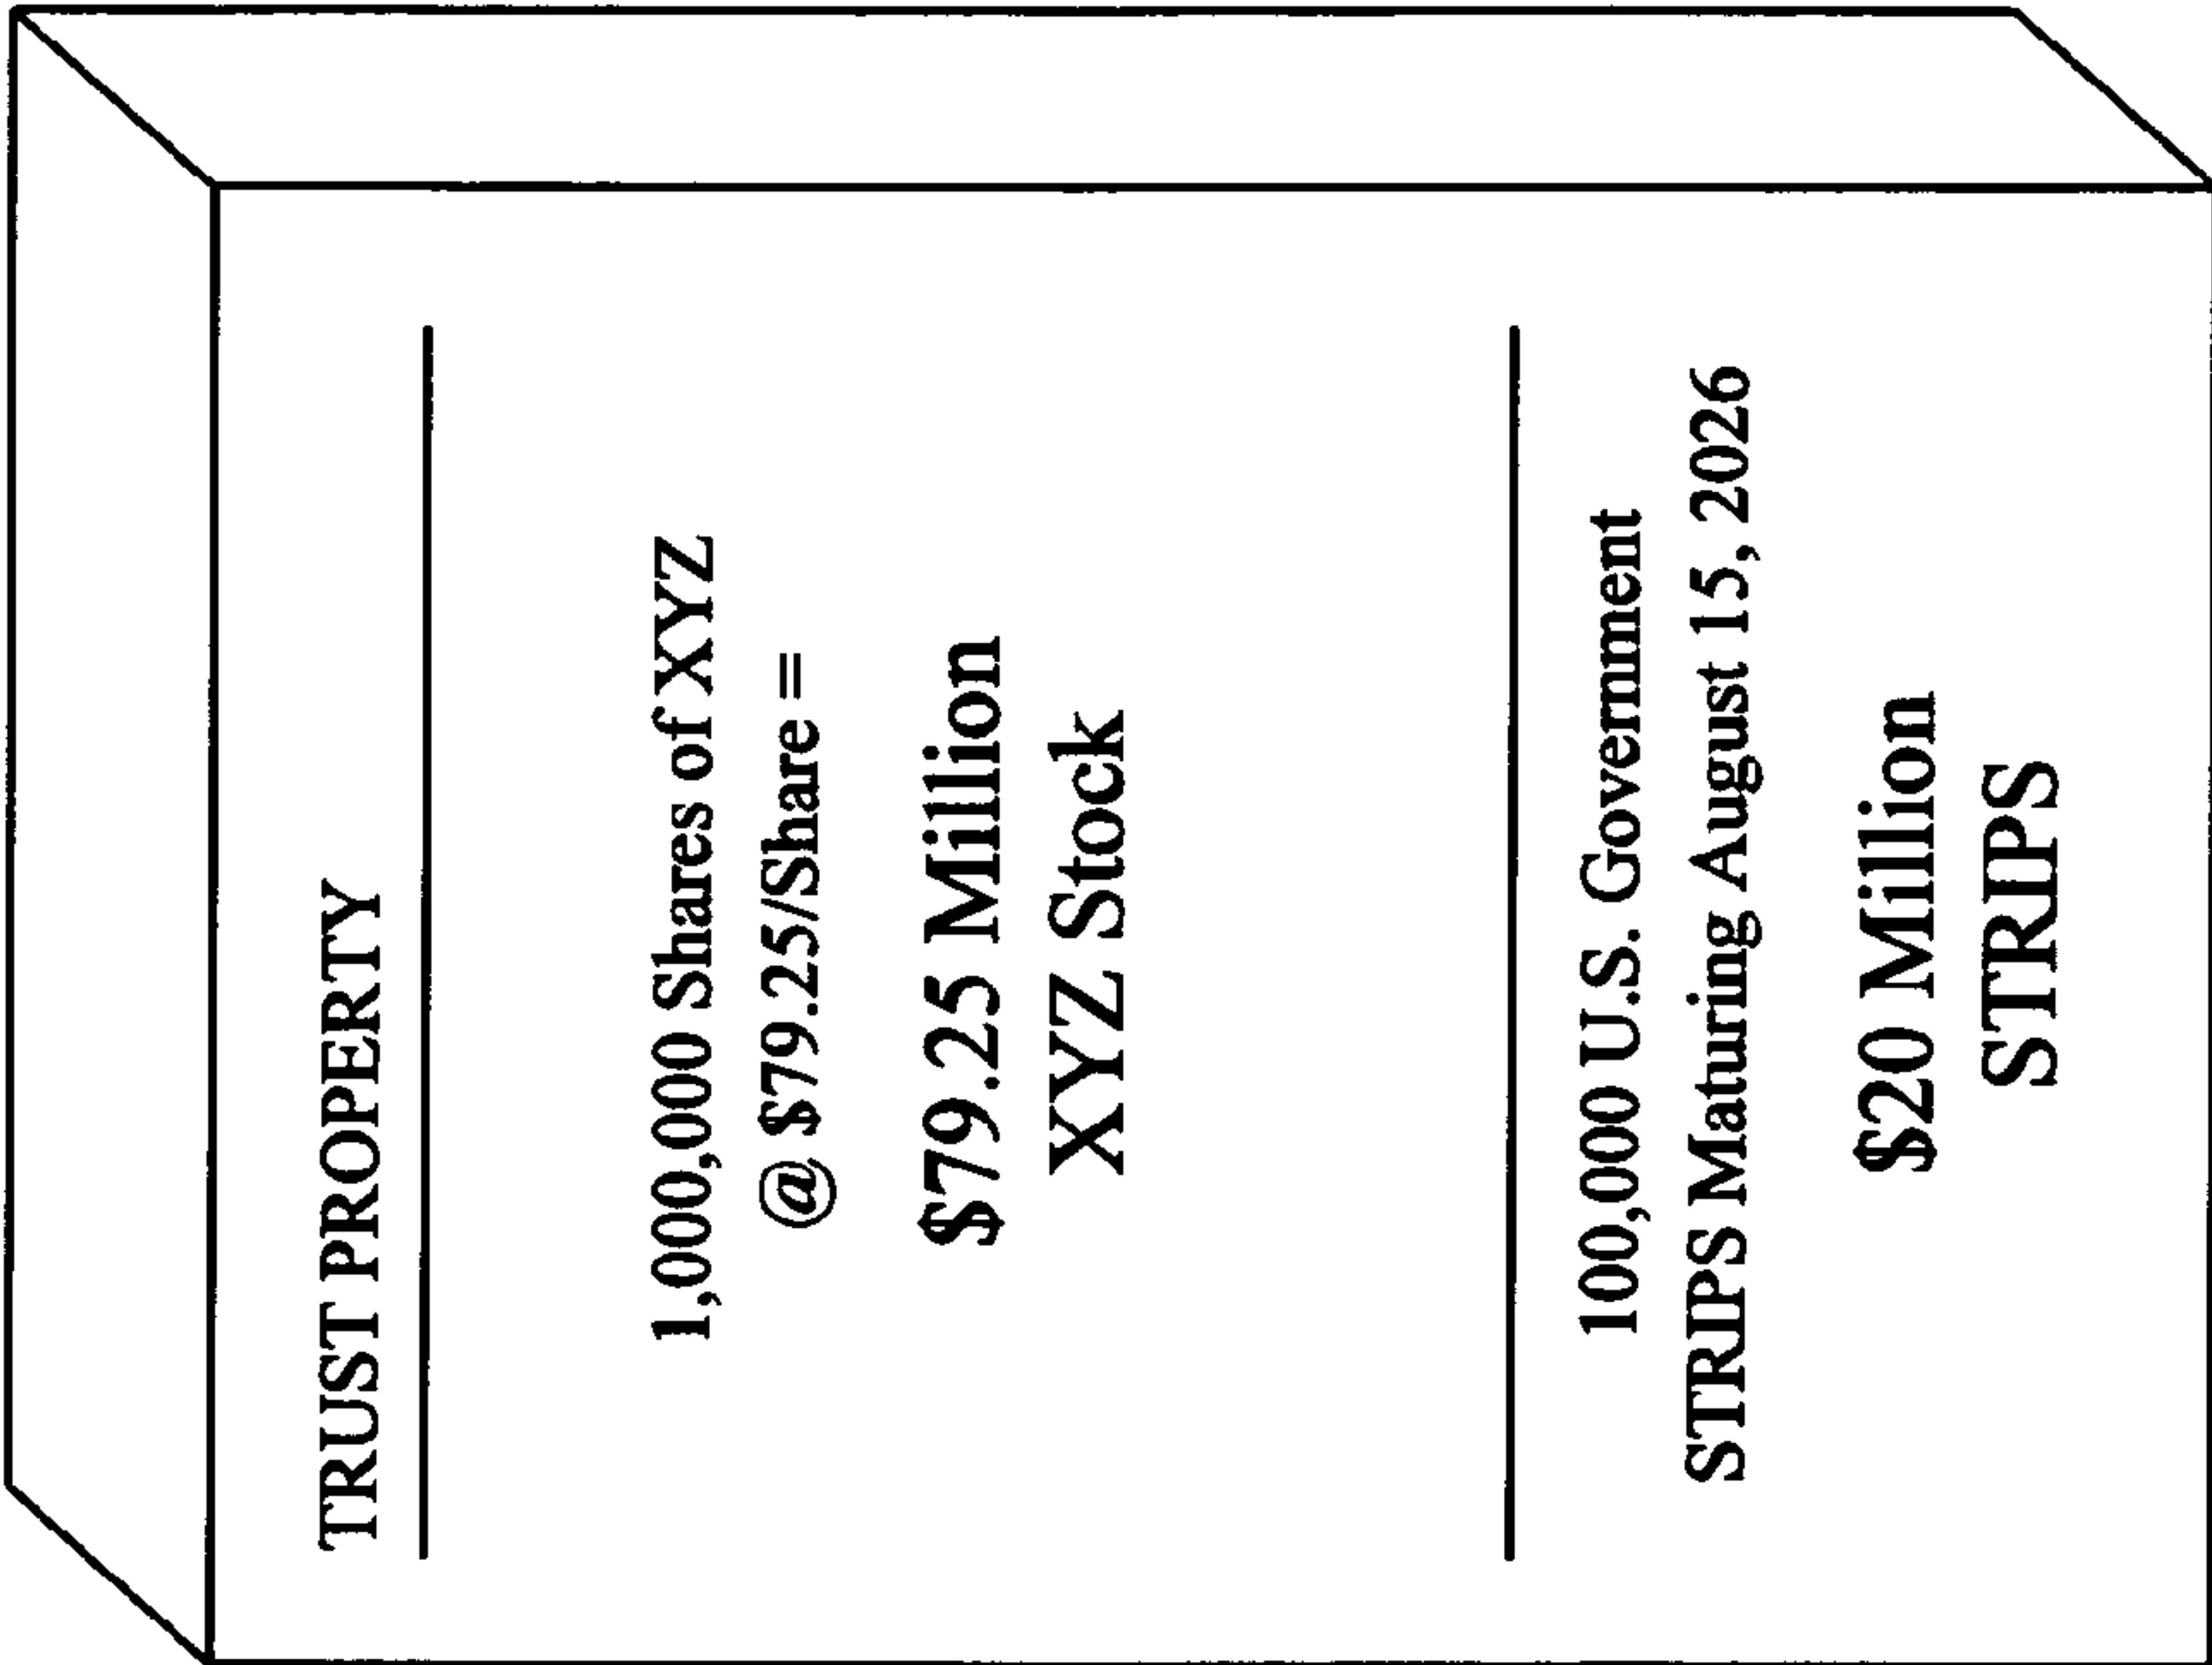 TRUST PROPERTY
1,000,000 Shares of XYZ
@ $79.25/Share =
$79.25 Million
XYZ Stock
100,000 U.S. Government
STRIPS Maturing August 15, 2026
$20 Million
STRIPS